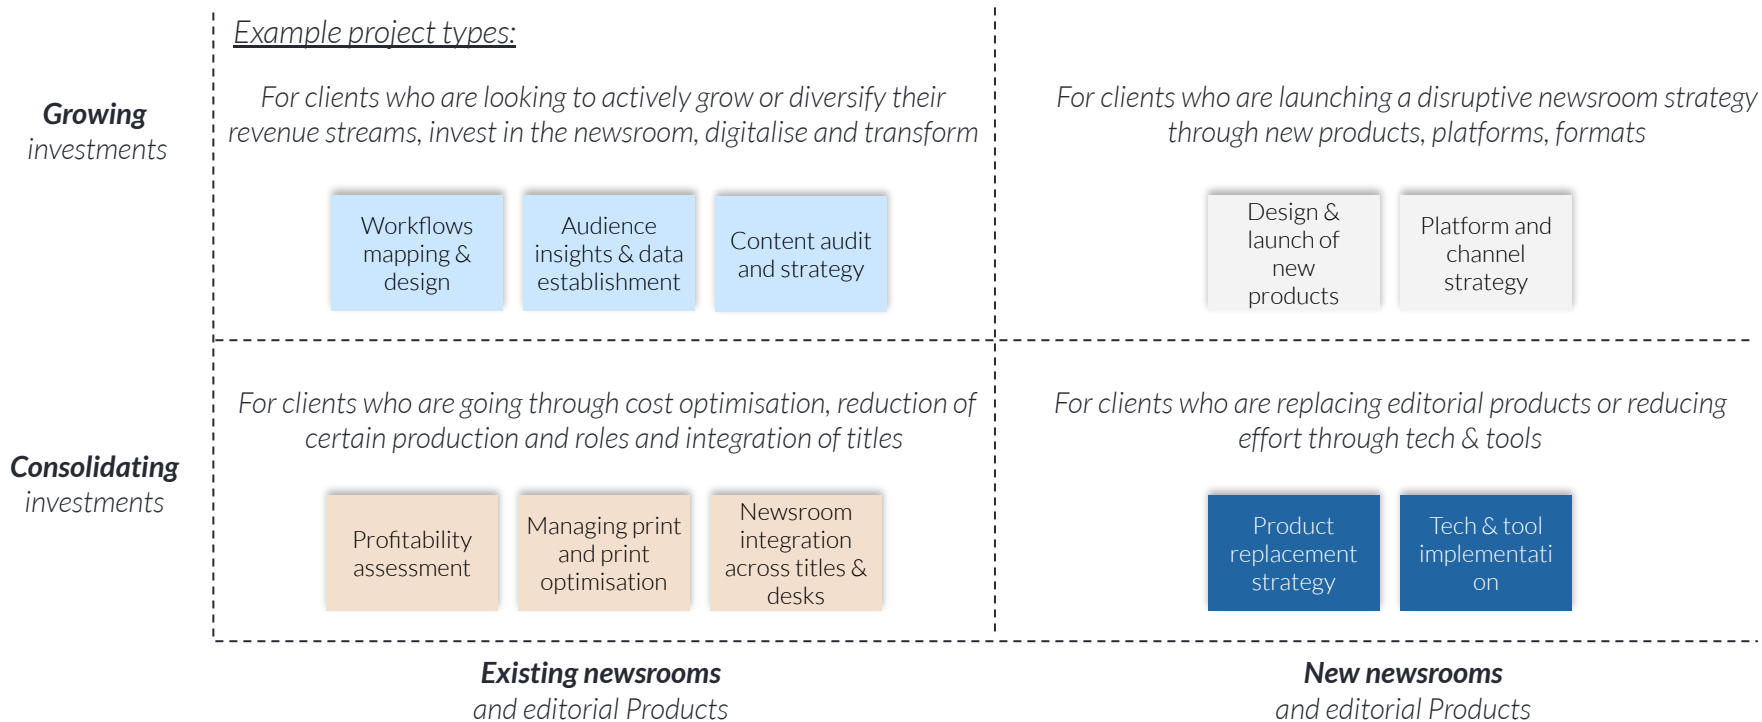 Example project types:
Growing
investments
For clients who are looking to actively grow or diversify their
revenue streams, invest in the newsroom, digitalise and transform
For clients who are launching a disruptive newsroom strategy
through new products, platforms, formats
Workflows
mapping &
design
Audience
insights & data
establishment
Content audit
and strategy
Design &
launch of
new
products
Platform and
channel
strategy
Consolidating
investments
For clients who are going through cost optimisation, reduction of
certain production and roles and integration of titles
For clients who are replacing editorial products or reducing
effort through tech & tools
Profitability
assessment
Managing print
and print
optimisation
Newsroom
integration
across titles &
desks
Product
replacement
strategy
Tech & tool
implementati
on
Existing newsrooms
and editorial Products
New newsrooms
and editorial Products